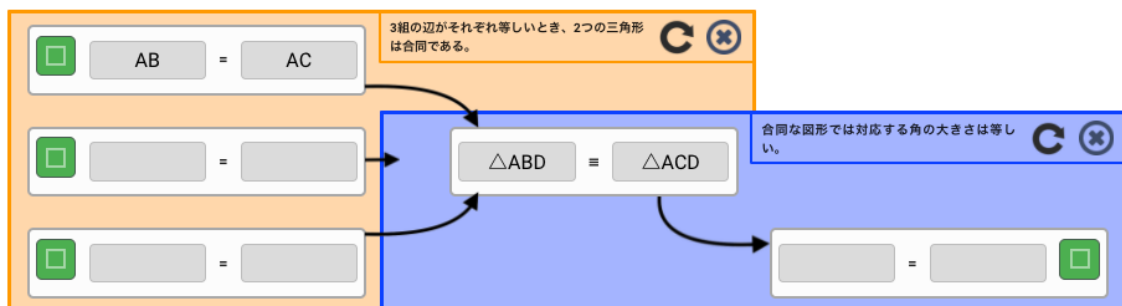 3組の辺がそれぞれ等しいとき、2つの三角形
は合同である。
AB = AC
合同な図形では対応する角の大きさは等し
い。
△ABD ≡ △ACD
=
=
=